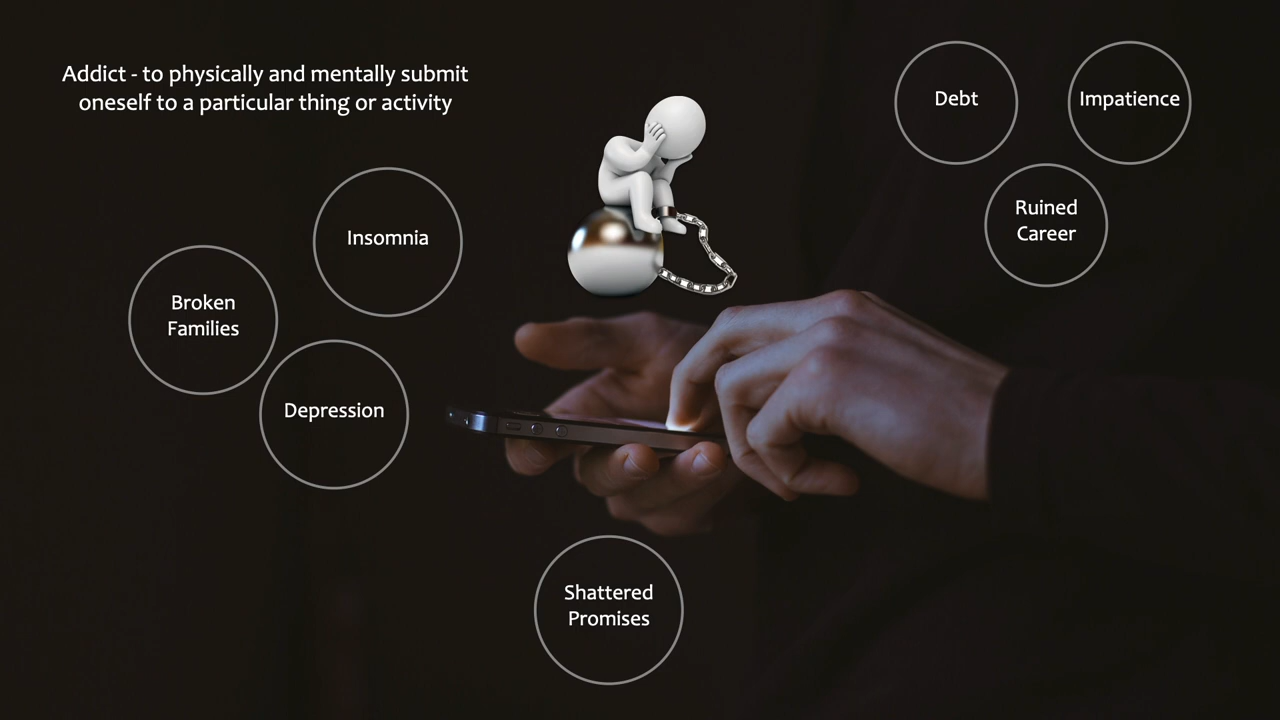 Addict - to physically and mentally submit
oneself to a particular thing or activity
Debt
Impatience
Ruined
Career
Insomnia
Broken
Families
Depression
Shattered
Promises